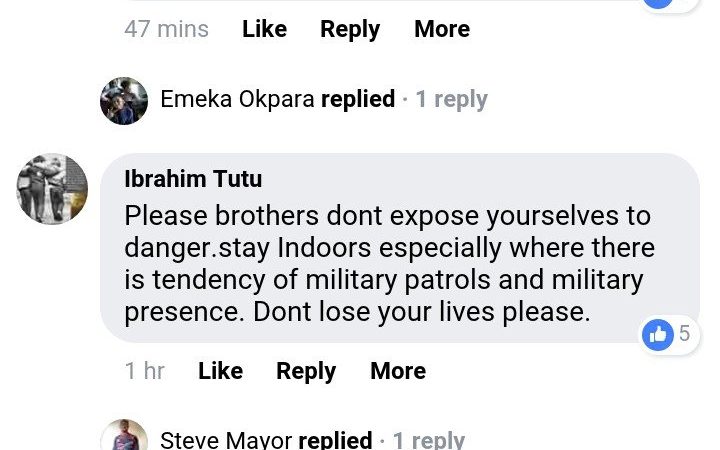 47 mins Like Reply More
Emeka Okpara replied · 1 reply
Ibrahim Tutu
Please brothers dont expose yourselves to
danger.stay Indoors especially where there
is tendency of military patrols and military
presence. Dont lose your lives please.
5
1 hr Like Reply More
Steve Mayor replied · 1 reply